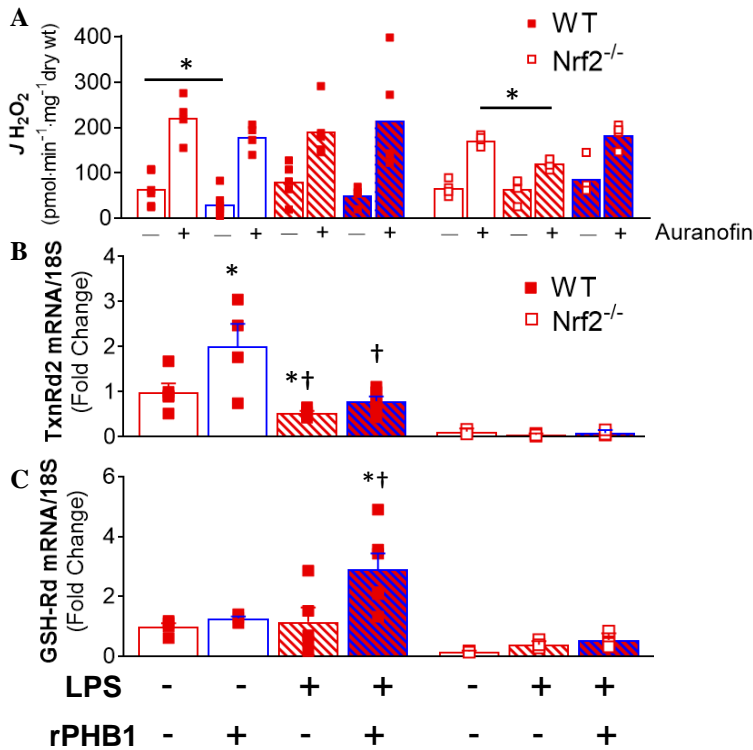 A
J H₂O₂
(pmol·min⁻¹·mg⁻¹dry wt)
400
300
200
100
0
*
*
WT
Nrf2⁻/⁻
— + — + — + — + — + — + — + Auranofin
B
TxnRd2 mRNA/18S
(Fold Change)
4
3
2
1
0
*
*†
†
WT
Nrf2⁻/⁻
C
GSH-Rd mRNA/18S
(Fold Change)
6
4
2
0
*†
LPS - - + + - + +
rPHB1 - + - + - - +